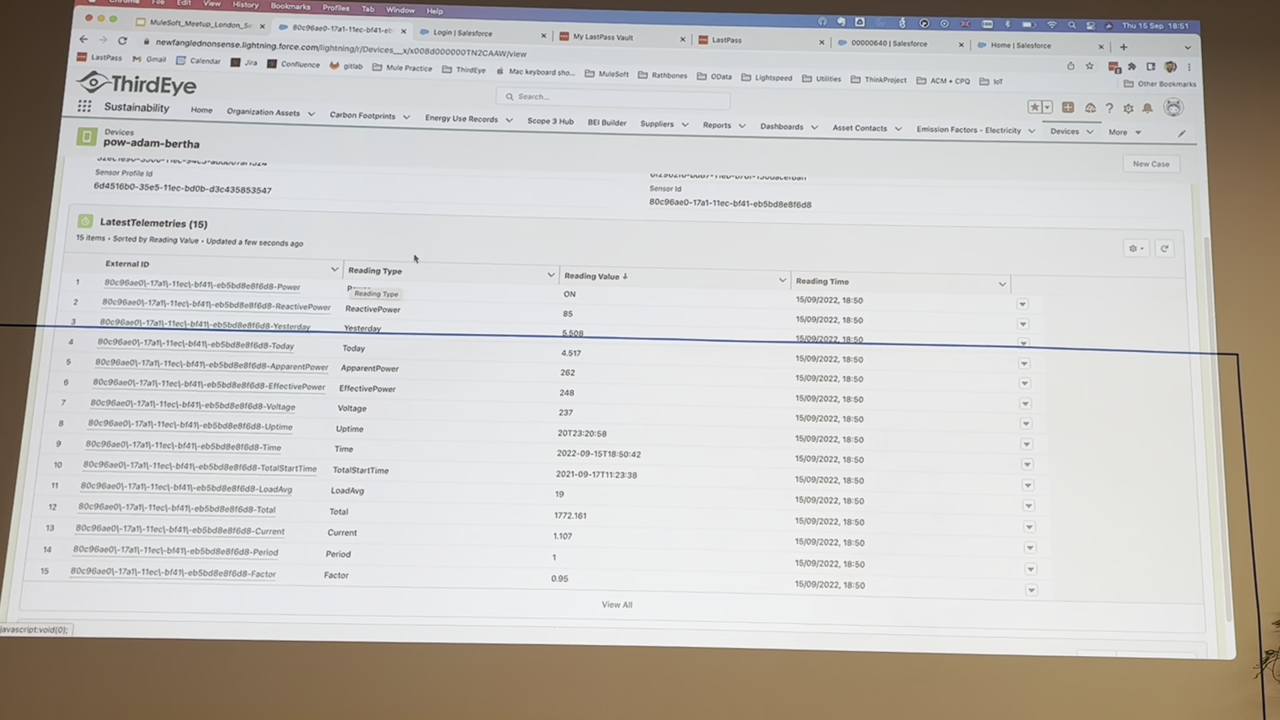 Chrome File Edit View History Bookmarks Profiles Tab Window Help
Thu 15 Sep 18:51
MuleSoft_Meetup_London_Se
80c96ae0-17a1-11ec-bf41-eb
Login | Salesforce
My LastPass Vault
LastPass
00000640 | Salesforce
Home | Salesforce
newfanglednonsense.lightning.force.com/lightning/r/Devices__x/x008d000000TN2CAAW/view
LastPass Gmail Calendar Jira Confluence gitlab Mule Practice ThirdEye Mac keyboard sho... MuleSoft Rathbones OData Lightspeed Utilities ThinkProject ACM + CPQ IoT
Other Bookmarks
ThirdEye
Search...
Sustainability Home Organization Assets Carbon Footprints Energy Use Records Scope 3 Hub BEI Builder Suppliers Reports Dashboards Asset Contacts Emission Factors - Electricity Devices More
Devices
pow-adam-bertha
New Case
Sensor Profile Id
6d4516b0-35e5-11ec-bd0b-d3c435853547
Sensor Id
80c96ae0-17a1-11ec-bf41-eb5bd8e8f6d8
LatestTelemetries (15)
15 items • Sorted by Reading Value • Updated a few seconds ago
External ID Reading Type Reading Value ↓ Reading Time
1 80c96ae0\-17a1\-11ec\-bf41\-eb5bd8e8f6d8-Power ON 15/09/2022, 18:50
Reading Type
2 80c96ae0\-17a1\-11ec\-bf41\-eb5bd8e8f6d8-ReactivePower ReactivePower 85 15/09/2022, 18:50
3 80c96ae0\-17a1\-11ec\-bf41\-eb5bd8e8f6d8-Yesterday Yesterday 5.508 15/09/2022, 18:50
4 80c96ae0\-17a1\-11ec\-bf41\-eb5bd8e8f6d8-Today Today 4.517 15/09/2022, 18:50
5 80c96ae0\-17a1\-11ec\-bf41\-eb5bd8e8f6d8-ApparentPower ApparentPower 262 15/09/2022, 18:50
6 80c96ae0\-17a1\-11ec\-bf41\-eb5bd8e8f6d8-EffectivePower EffectivePower 248 15/09/2022, 18:50
7 80c96ae0\-17a1\-11ec\-bf41\-eb5bd8e8f6d8-Voltage Voltage 237 15/09/2022, 18:50
8 80c96ae0\-17a1\-11ec\-bf41\-eb5bd8e8f6d8-Uptime Uptime 20T23:20:58 15/09/2022, 18:50
9 80c96ae0\-17a1\-11ec\-bf41\-eb5bd8e8f6d8-Time Time 2022-09-15T18:50:42 15/09/2022, 18:50
10 80c96ae0\-17a1\-11ec\-bf41\-eb5bd8e8f6d8-TotalStartTime TotalStartTime 2021-09-17T11:23:38 15/09/2022, 18:50
11 80c96ae0\-17a1\-11ec\-bf41\-eb5bd8e8f6d8-LoadAvg LoadAvg 19 15/09/2022, 18:50
12 80c96ae0\-17a1\-11ec\-bf41\-eb5bd8e8f6d8-Total Total 1772.161 15/09/2022, 18:50
13 80c96ae0\-17a1\-11ec\-bf41\-eb5bd8e8f6d8-Current Current 1.107 15/09/2022, 18:50
14 80c96ae0\-17a1\-11ec\-bf41\-eb5bd8e8f6d8-Period Period 1 15/09/2022, 18:50
15 80c96ae0\-17a1\-11ec\-bf41\-eb5bd8e8f6d8-Factor Factor 0.95 15/09/2022, 18:50
View All
javascript:void(0);